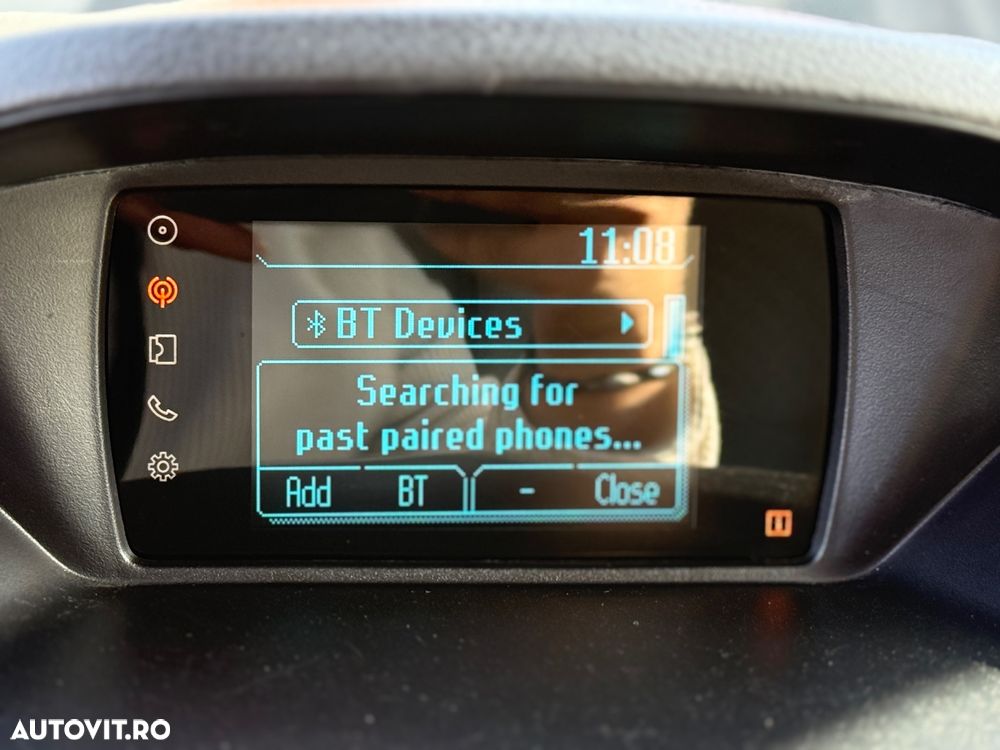 11:08
BT Devices
Searching for
past paired phones...
Add BT - Close
AUTOVIT.RO